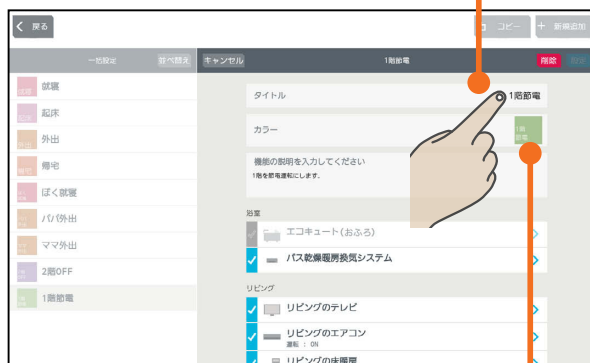 戻る
コピー
+ 新規追加
一括設定
並べ替え
キャンセル
1階節電
削除
就寝
起床
外出
帰宅
ぼく就寝
パパ外出
ママ外出
2階OFF
1階節電
タイトル
1階節電
カラー
1階
節電
機能の説明を入力してください
1階を節電運転にします。
浴室
エコキュート(おふろ)
バス乾燥暖房換気システム
リビング
リビングのテレビ
リビングのエアコン
運転 : ON
リビングの床暖房